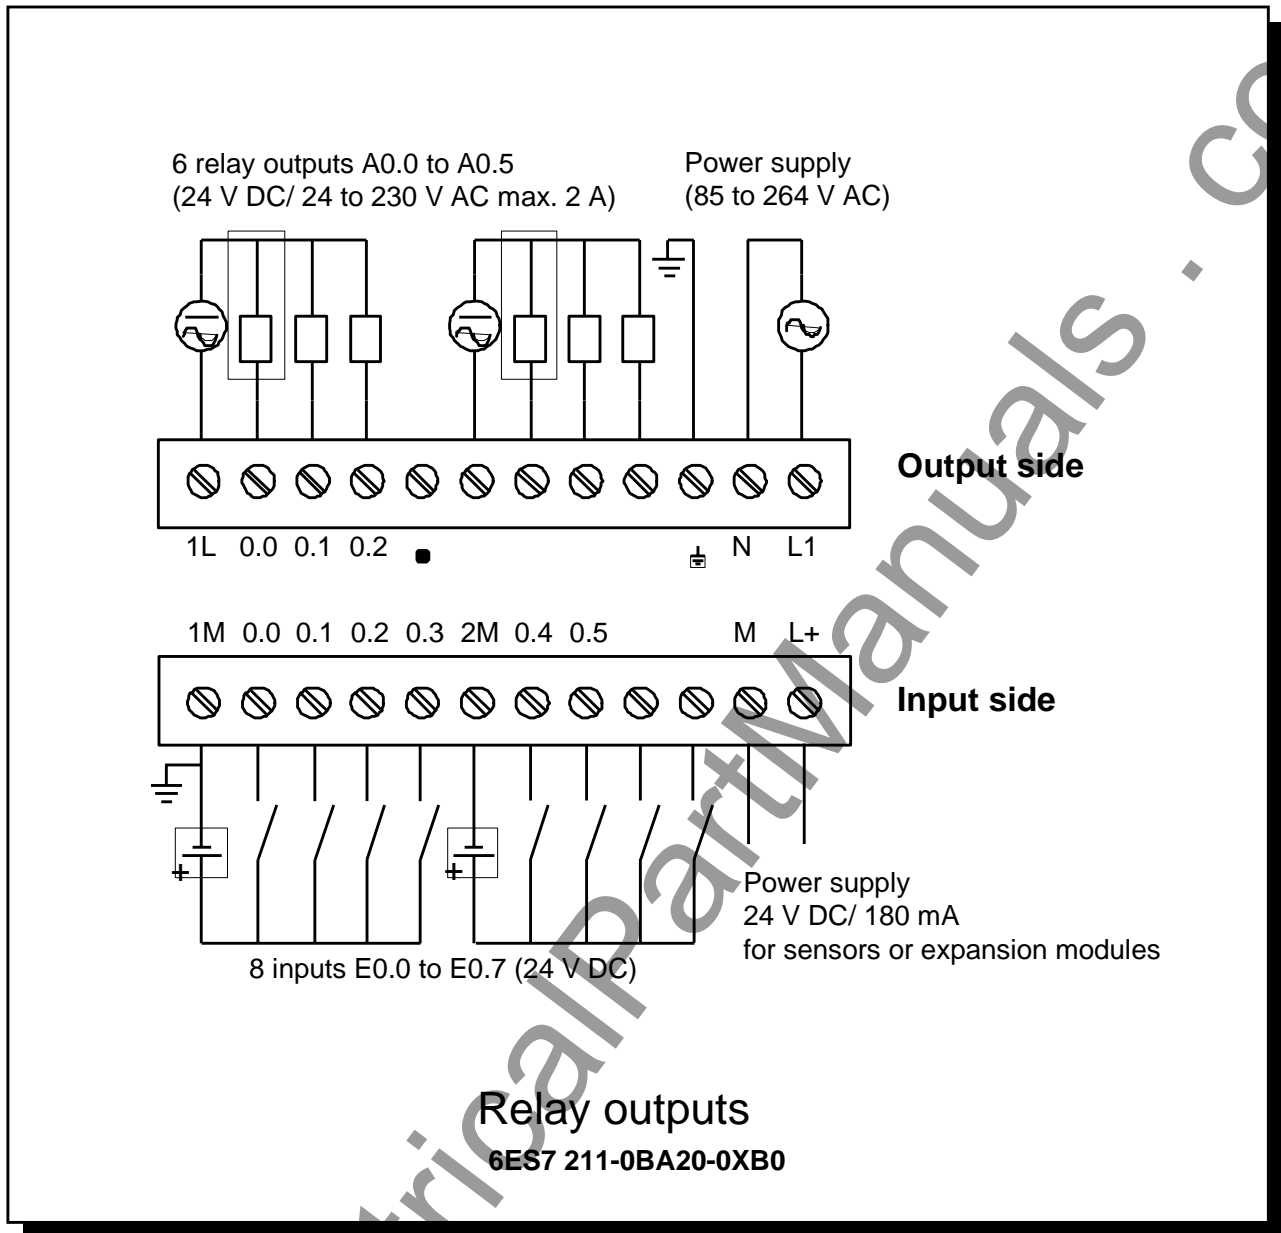 6 relay outputs A0.0 to A0.5
(24 V DC/ 24 to 230 V AC max. 2 A)
Power supply
(85 to 264 V AC)
Output side
1L 0.0 0.1 0.2 N L1
1M 0.0 0.1 0.2 0.3 2M 0.4 0.5 M L+
Input side
+ +
Power supply
24 V DC/ 180 mA
for sensors or expansion modules
8 inputs E0.0 to E0.7 (24 V DC)
Relay outputs
6ES7 211-0BA20-0XB0
tricalPartManuals . co